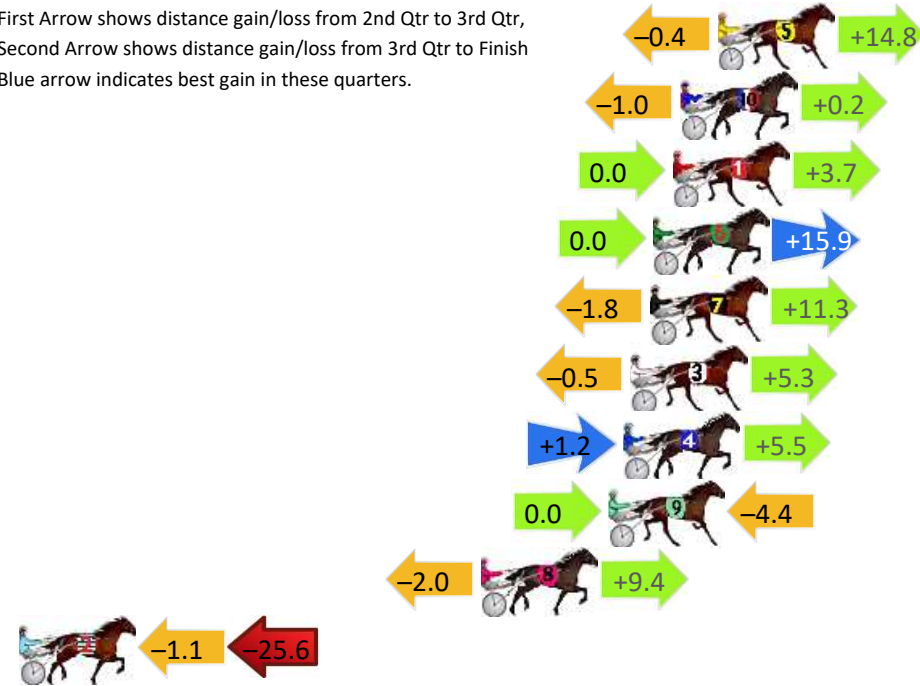 First Arrow shows distance gain/loss from 2nd Qtr to 3rd Qtr,
Second Arrow shows distance gain/loss from 3rd Qtr to Finish
Blue arrow indicates best gain in these quarters.
–0.4 5 +14.8
–1.0 10 +0.2
0.0 1 +3.7
0.0 6 +15.9
–1.8 7 +11.3
–0.5 3 +5.3
+1.2 4 +5.5
0.0 9 –4.4
–2.0 8 +9.4
2 –1.1 –25.6